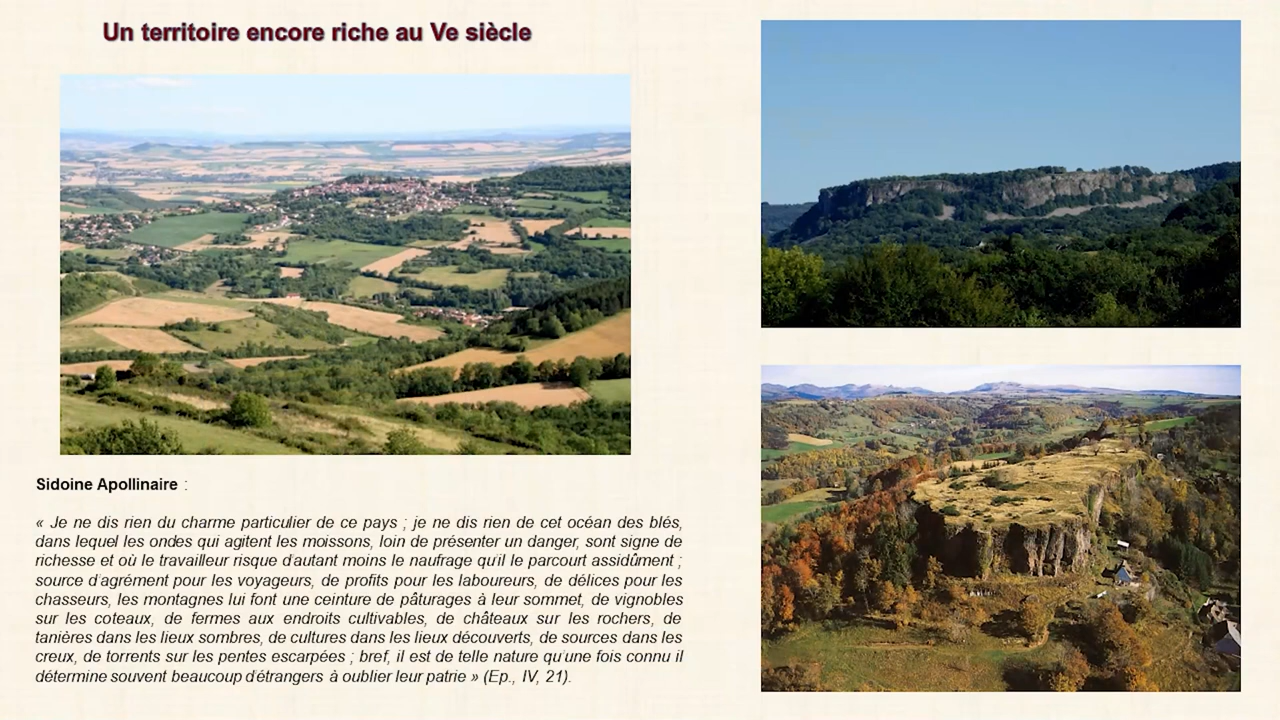 Un territoire encore riche au Ve siècle
Sidoine Apollinaire :
« Je ne dis rien du charme particulier de ce pays ; je ne dis rien de cet océan des blés,
dans lequel les ondes qui agitent les moissons, loin de présenter un danger, sont signe de
richesse et où le travailleur risque d'autant moins le naufrage qu'il le parcourt assidûment ;
source d'agrément pour les voyageurs, de profits pour les laboureurs, de délices pour les
chasseurs, les montagnes lui font une ceinture de pâturages à leur sommet, de vignobles
sur les coteaux, de fermes aux endroits cultivables, de châteaux sur les rochers, de
tanières dans les lieux sombres, de cultures dans les lieux découverts, de sources dans les
creux, de torrents sur les pentes escarpées ; bref, il est de telle nature qu'une fois connu il
détermine souvent beaucoup d'étrangers à oublier leur patrie » (Ep., IV, 21).